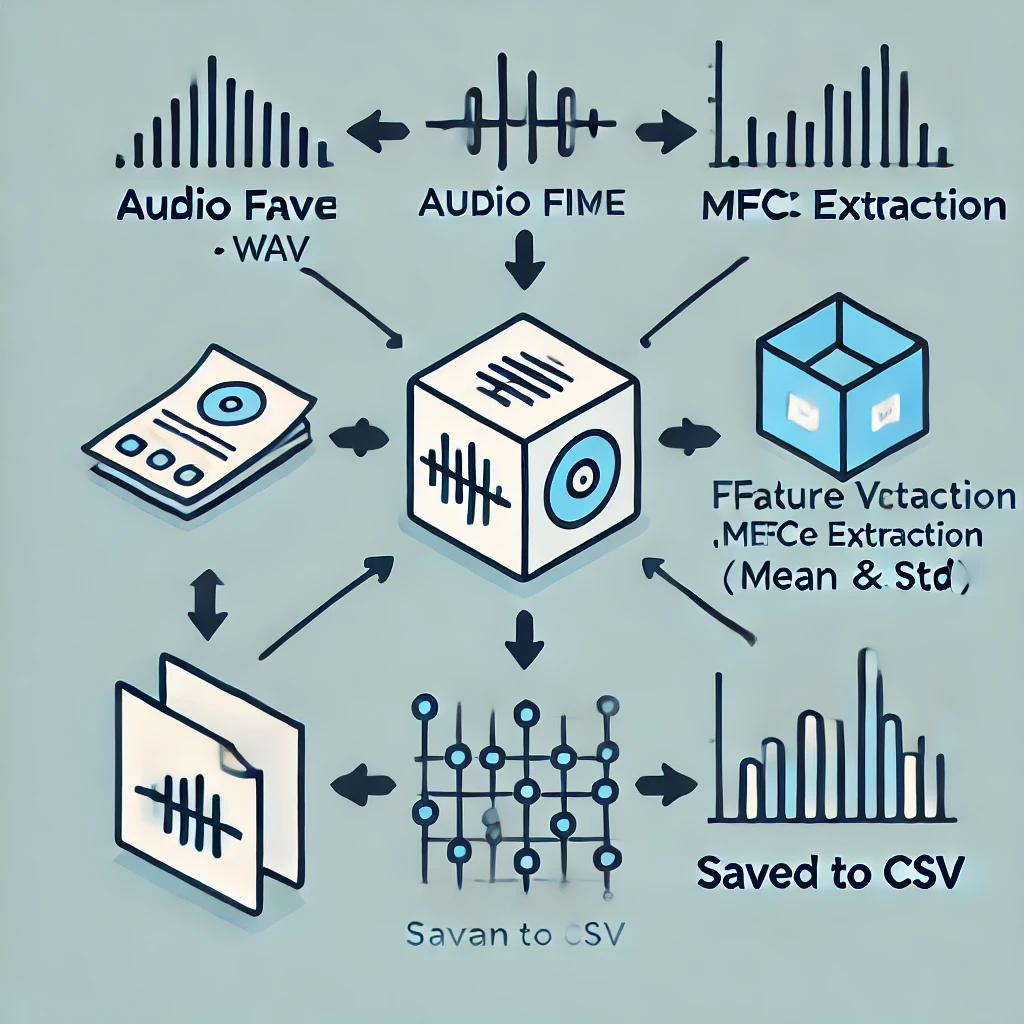 Audio Fave
AUDIO FIME
MFC: Extraction
• WAV
FFature Vctaction
.MEFCe Extraction
(Mean & Std)
Saved to CSV
Savan to CSV